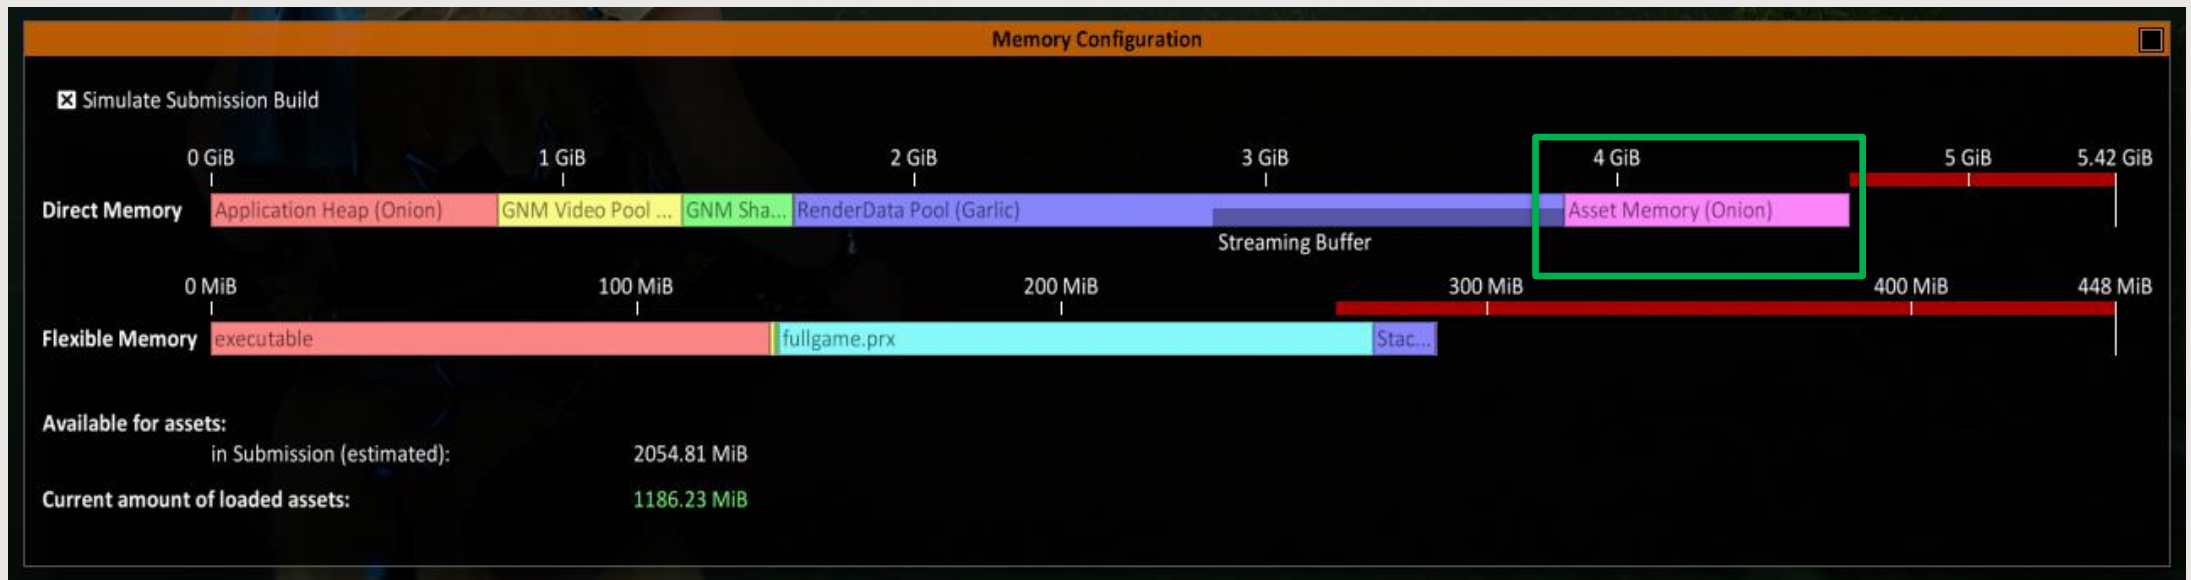 Memory Configuration
Simulate Submission Build
0 GiB 1 GiB 2 GiB 3 GiB 4 GiB 5 GiB 5.42 GiB
Direct Memory Application Heap (Onion) GNM Video Pool ... GNM Sha... RenderData Pool (Garlic) Asset Memory (Onion)
Streaming Buffer
0 MiB 100 MiB 200 MiB 300 MiB 400 MiB 448 MiB
Flexible Memory executable fullgame.prx Stac...
Available for assets:
in Submission (estimated): 2054.81 MiB
Current amount of loaded assets: 1186.23 MiB